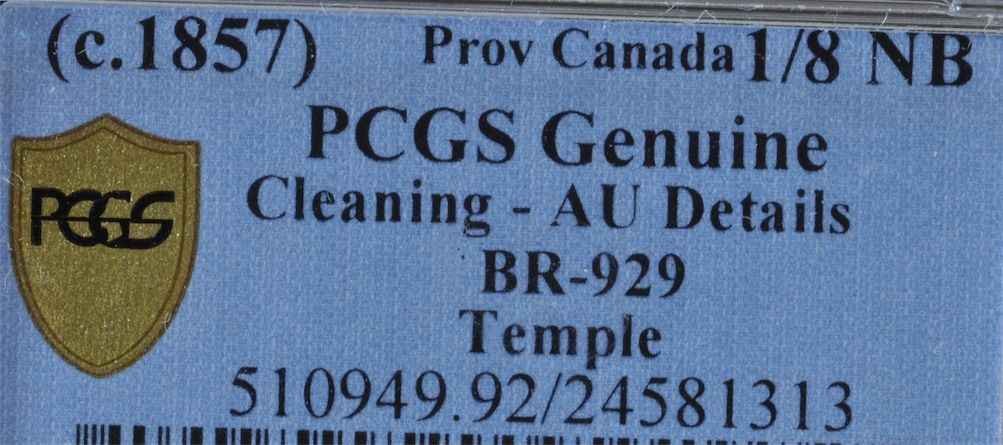 (c.1857) Prov Canada 1/8 NB
PCGS Genuine
PCGS
Cleaning - AU Details
BR-929
Temple
510949.92/24581313